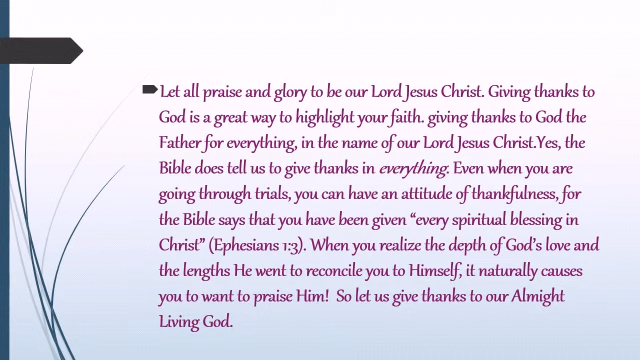 Let all praise and glory to be our Lord Jesus Christ. Giving thanks to
God is a great way to highlight your faith. giving thanks to God the
Father for everything, in the name of our Lord Jesus Christ.Yes, the
Bible does tell us to give thanks in everything. Even when you are
going through trials, you can have an attitude of thankfulness, for
the Bible says that you have been given “every spiritual blessing in
Christ” (Ephesians 1:3). When you realize the depth of God’s love and
the lengths He went to reconcile you to Himself, it naturally causes
you to want to praise Him!  So let us give thanks to our Almight
Living God.